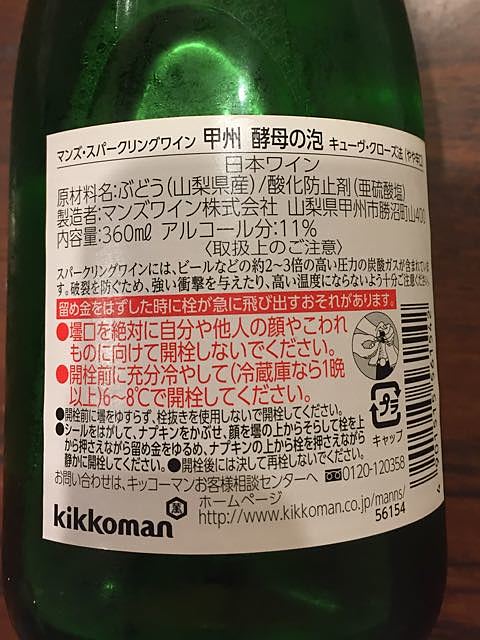 マンズ・スパークリングワイン 甲州 酵母の泡 キューヴ・クローズ法(やや辛口)
日本ワイン
原材料名:ぶどう(山梨県産)/酸化防止剤(亜硫酸塩)
製造者:マンズワイン株式会社 山梨県甲州市勝沼町山400
内容量:360㎖ アルコール分:11%
〈取扱上のご注意〉
スパークリングワインには、ビールなどの約2~3倍の高い圧力の炭酸ガスが含まれていま
す。破裂を防ぐため、強い衝撃を与えたり、高い温度にならないよう十分ご注意ください。
留め金をはずした時に栓が急に飛び出すおそれがあります。
●壜口を絶対に自分や他人の顔やこわれ
ものに向けて開栓しないでください。
●開栓前に充分冷やして(冷蔵庫なら1晩
以上)6~8℃で開栓してください。
●開栓前に壜をゆすらず、栓抜きを使用しないで開栓してください。
●シールをはがして、ナプキンをかぶせ、顔を壜の上からそらして栓を上
から押さえながら留め金をゆるめ、ナプキンの上から栓を押さえながら
静かに開栓してください。●開栓後には決して再栓しないでください。
プラ
キャップ
お問い合わせは、キッコーマンお客様相談センターへ 0120-120358
ホームページ
http://www.kikkoman.co.jp/manns/
kikkoman 萬
56154